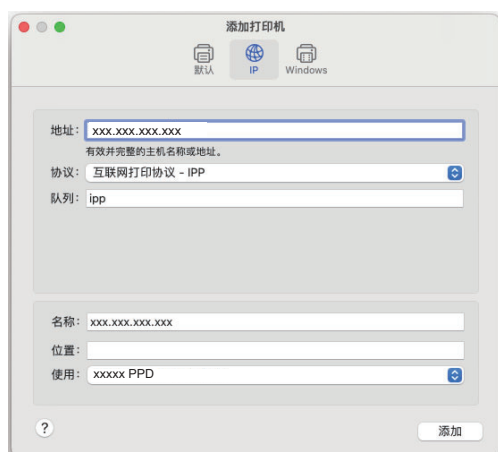 添加打印机
默认 IP Windows
地址: xxx.xxx.xxx.xxx
有效并完整的主机名称或地址。
协议: 互联网打印协议 – IPP
队列: ipp
名称: xxx.xxx.xxx.xxx
位置:
使用: xxxxx PPD
?
添加